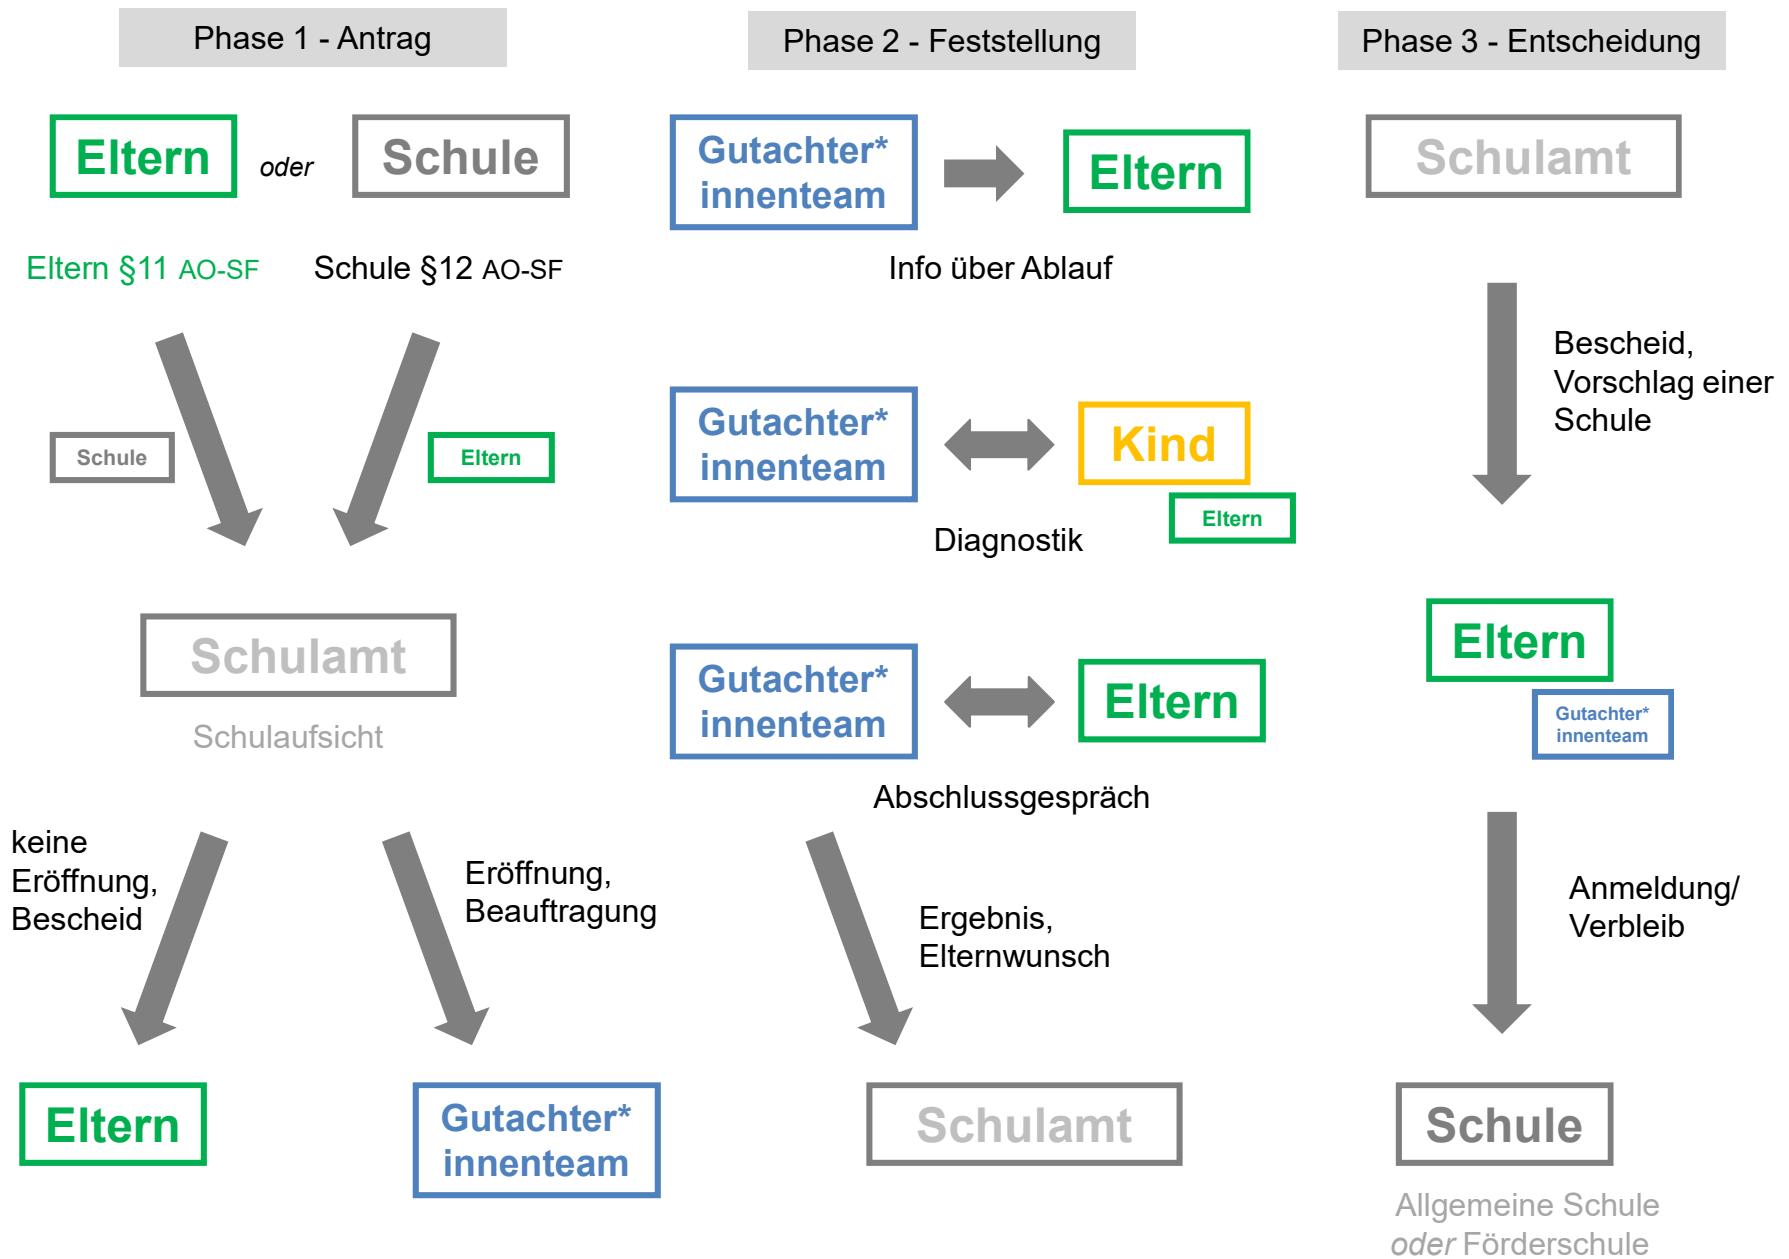 Phase 1 - Antrag
Eltern
oder
Schule
Eltern §11 AO-SF
Schule §12 AO-SF
Schule
Eltern
Schulamt
Schulaufsicht
keine
Eröffnung,
Bescheid
Eröffnung,
Beauftragung
Eltern
Gutachter*
innenteam
Phase 2 - Feststellung
Gutachter*
innenteam
Eltern
Info über Ablauf
Gutachter*
innenteam
Kind
Eltern
Diagnostik
Gutachter*
innenteam
Eltern
Abschlussgespräch
Ergebnis,
Elternwunsch
Schulamt
Phase 3 - Entscheidung
Schulamt
Bescheid,
Vorschlag einer
Schule
Eltern
Gutachter*
innenteam
Anmeldung/
Verbleib
Schule
Allgemeine Schule
oder Förderschule